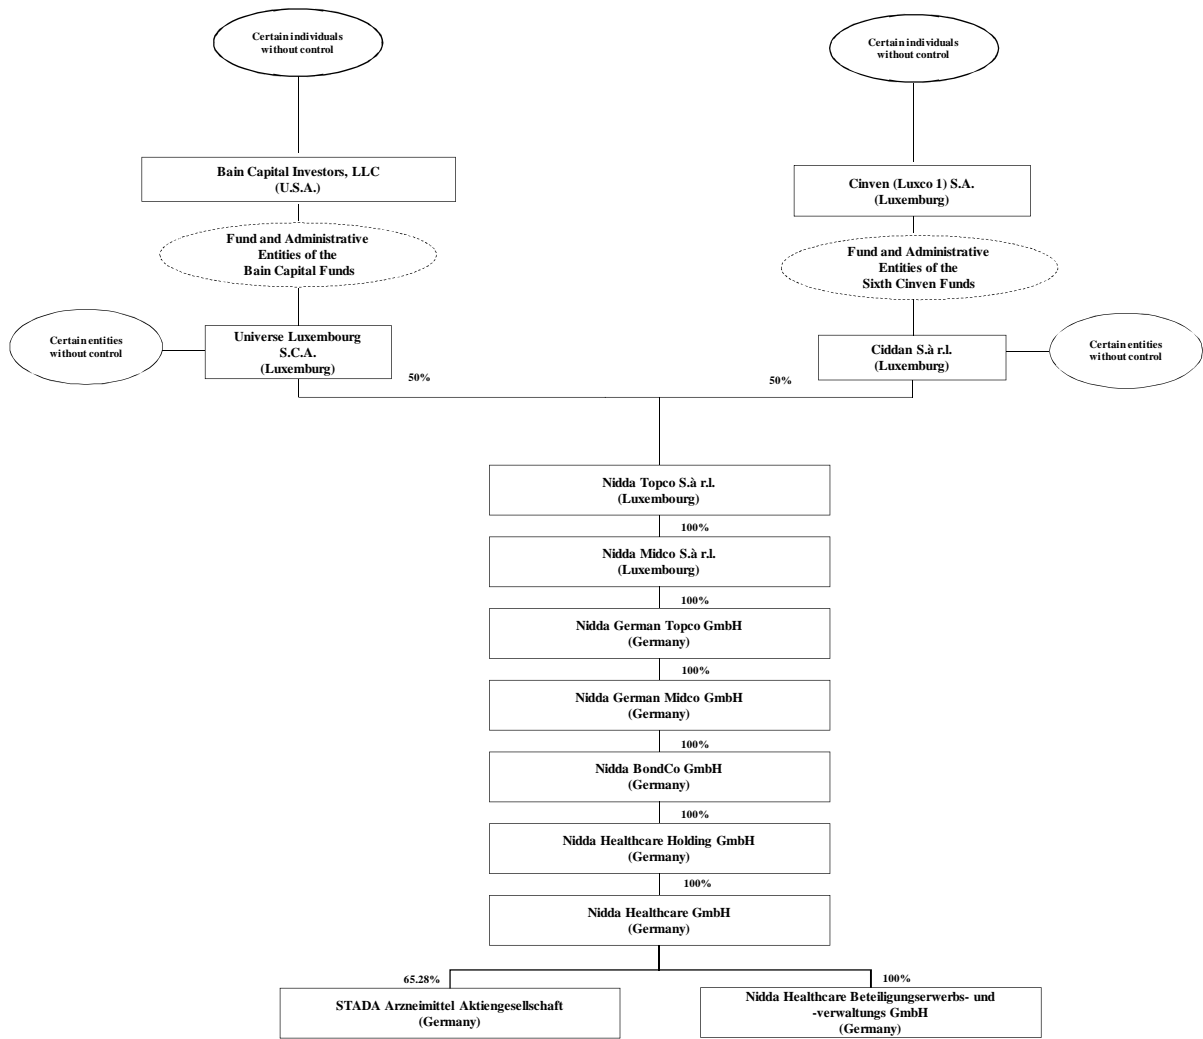 Certain individuals
without control
Certain individuals
without control
Bain Capital Investors, LLC
(U.S.A.)
Cinven (Luxco 1) S.A.
(Luxemburg)
Fund and Administrative
Entities of the
Bain Capital Funds
Fund and Administrative
Entities of the
Sixth Cinven Funds
Certain entities
without control
Universe Luxembourg
S.C.A.
(Luxemburg)
Ciddan S.à r.l.
(Luxemburg)
Certain entities
without control
50%
50%
Nidda Topco S.à r.l.
(Luxembourg)
100%
Nidda Midco S.à r.l.
(Luxembourg)
100%
Nidda German Topco GmbH
(Germany)
100%
Nidda German Midco GmbH
(Germany)
100%
Nidda BondCo GmbH
(Germany)
100%
Nidda Healthcare Holding GmbH
(Germany)
100%
Nidda Healthcare GmbH
(Germany)
65.28%
100%
STADA Arzneimittel Aktiengesellschaft
(Germany)
Nidda Healthcare Beteiligungserwerbs- und
-verwaltungs GmbH
(Germany)